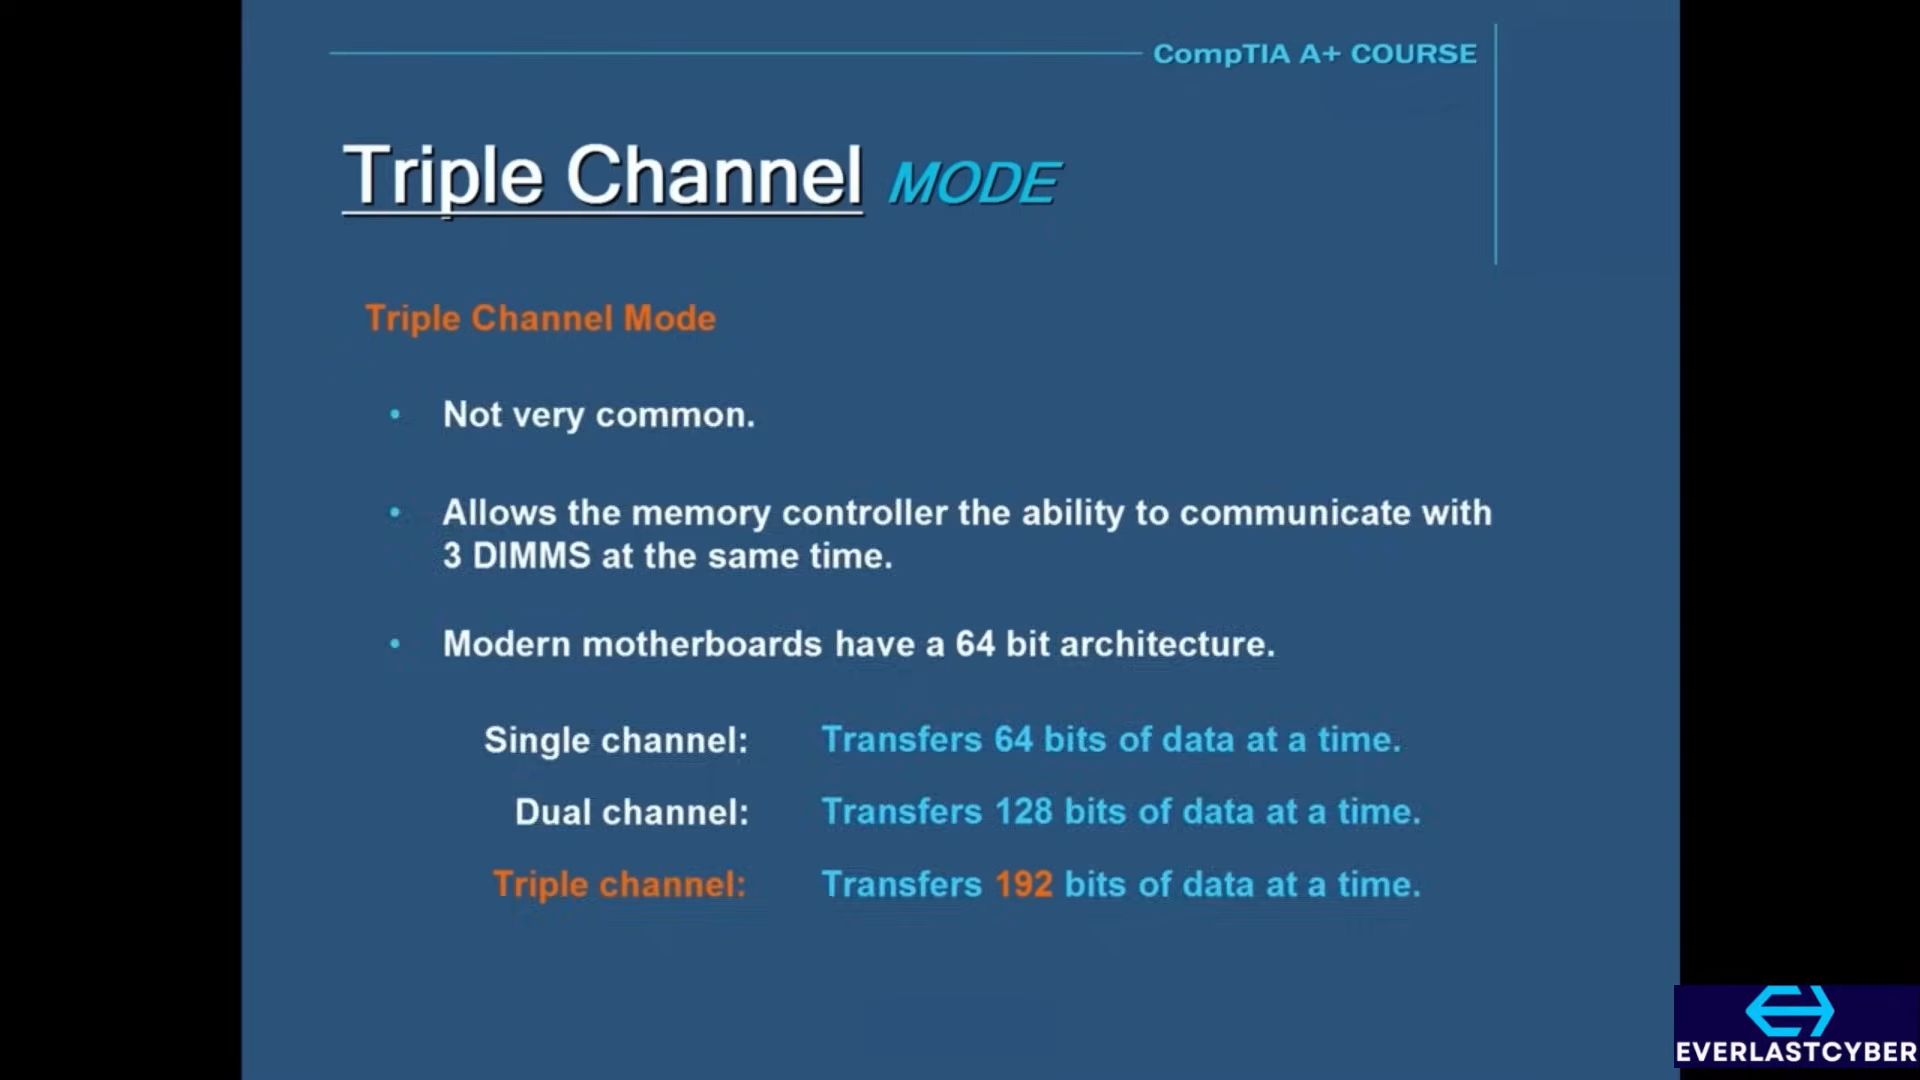 CompTIA A+ COURSE
Triple Channel MODE
Triple Channel Mode
• Not very common.
• Allows the memory controller the ability to communicate with
3 DIMMS at the same time.
• Modern motherboards have a 64 bit architecture.
Single channel: Transfers 64 bits of data at a time.
Dual channel: Transfers 128 bits of data at a time.
Triple channel: Transfers 192 bits of data at a time.
EVERLASTCYBER